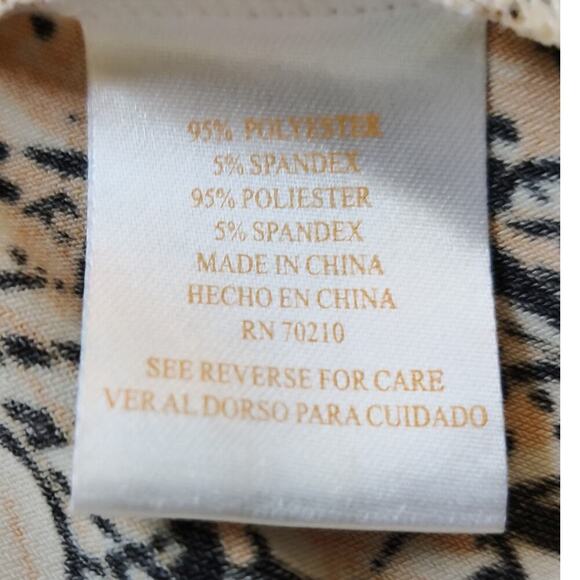 95% POLYESTER
5% SPANDEX
95% POLIESTER
5% SPANDEX
MADE IN CHINA
HECHO EN CHINA
RN 70210
SEE REVERSE FOR CARE
VER AL DORSO PARA CUIDADO